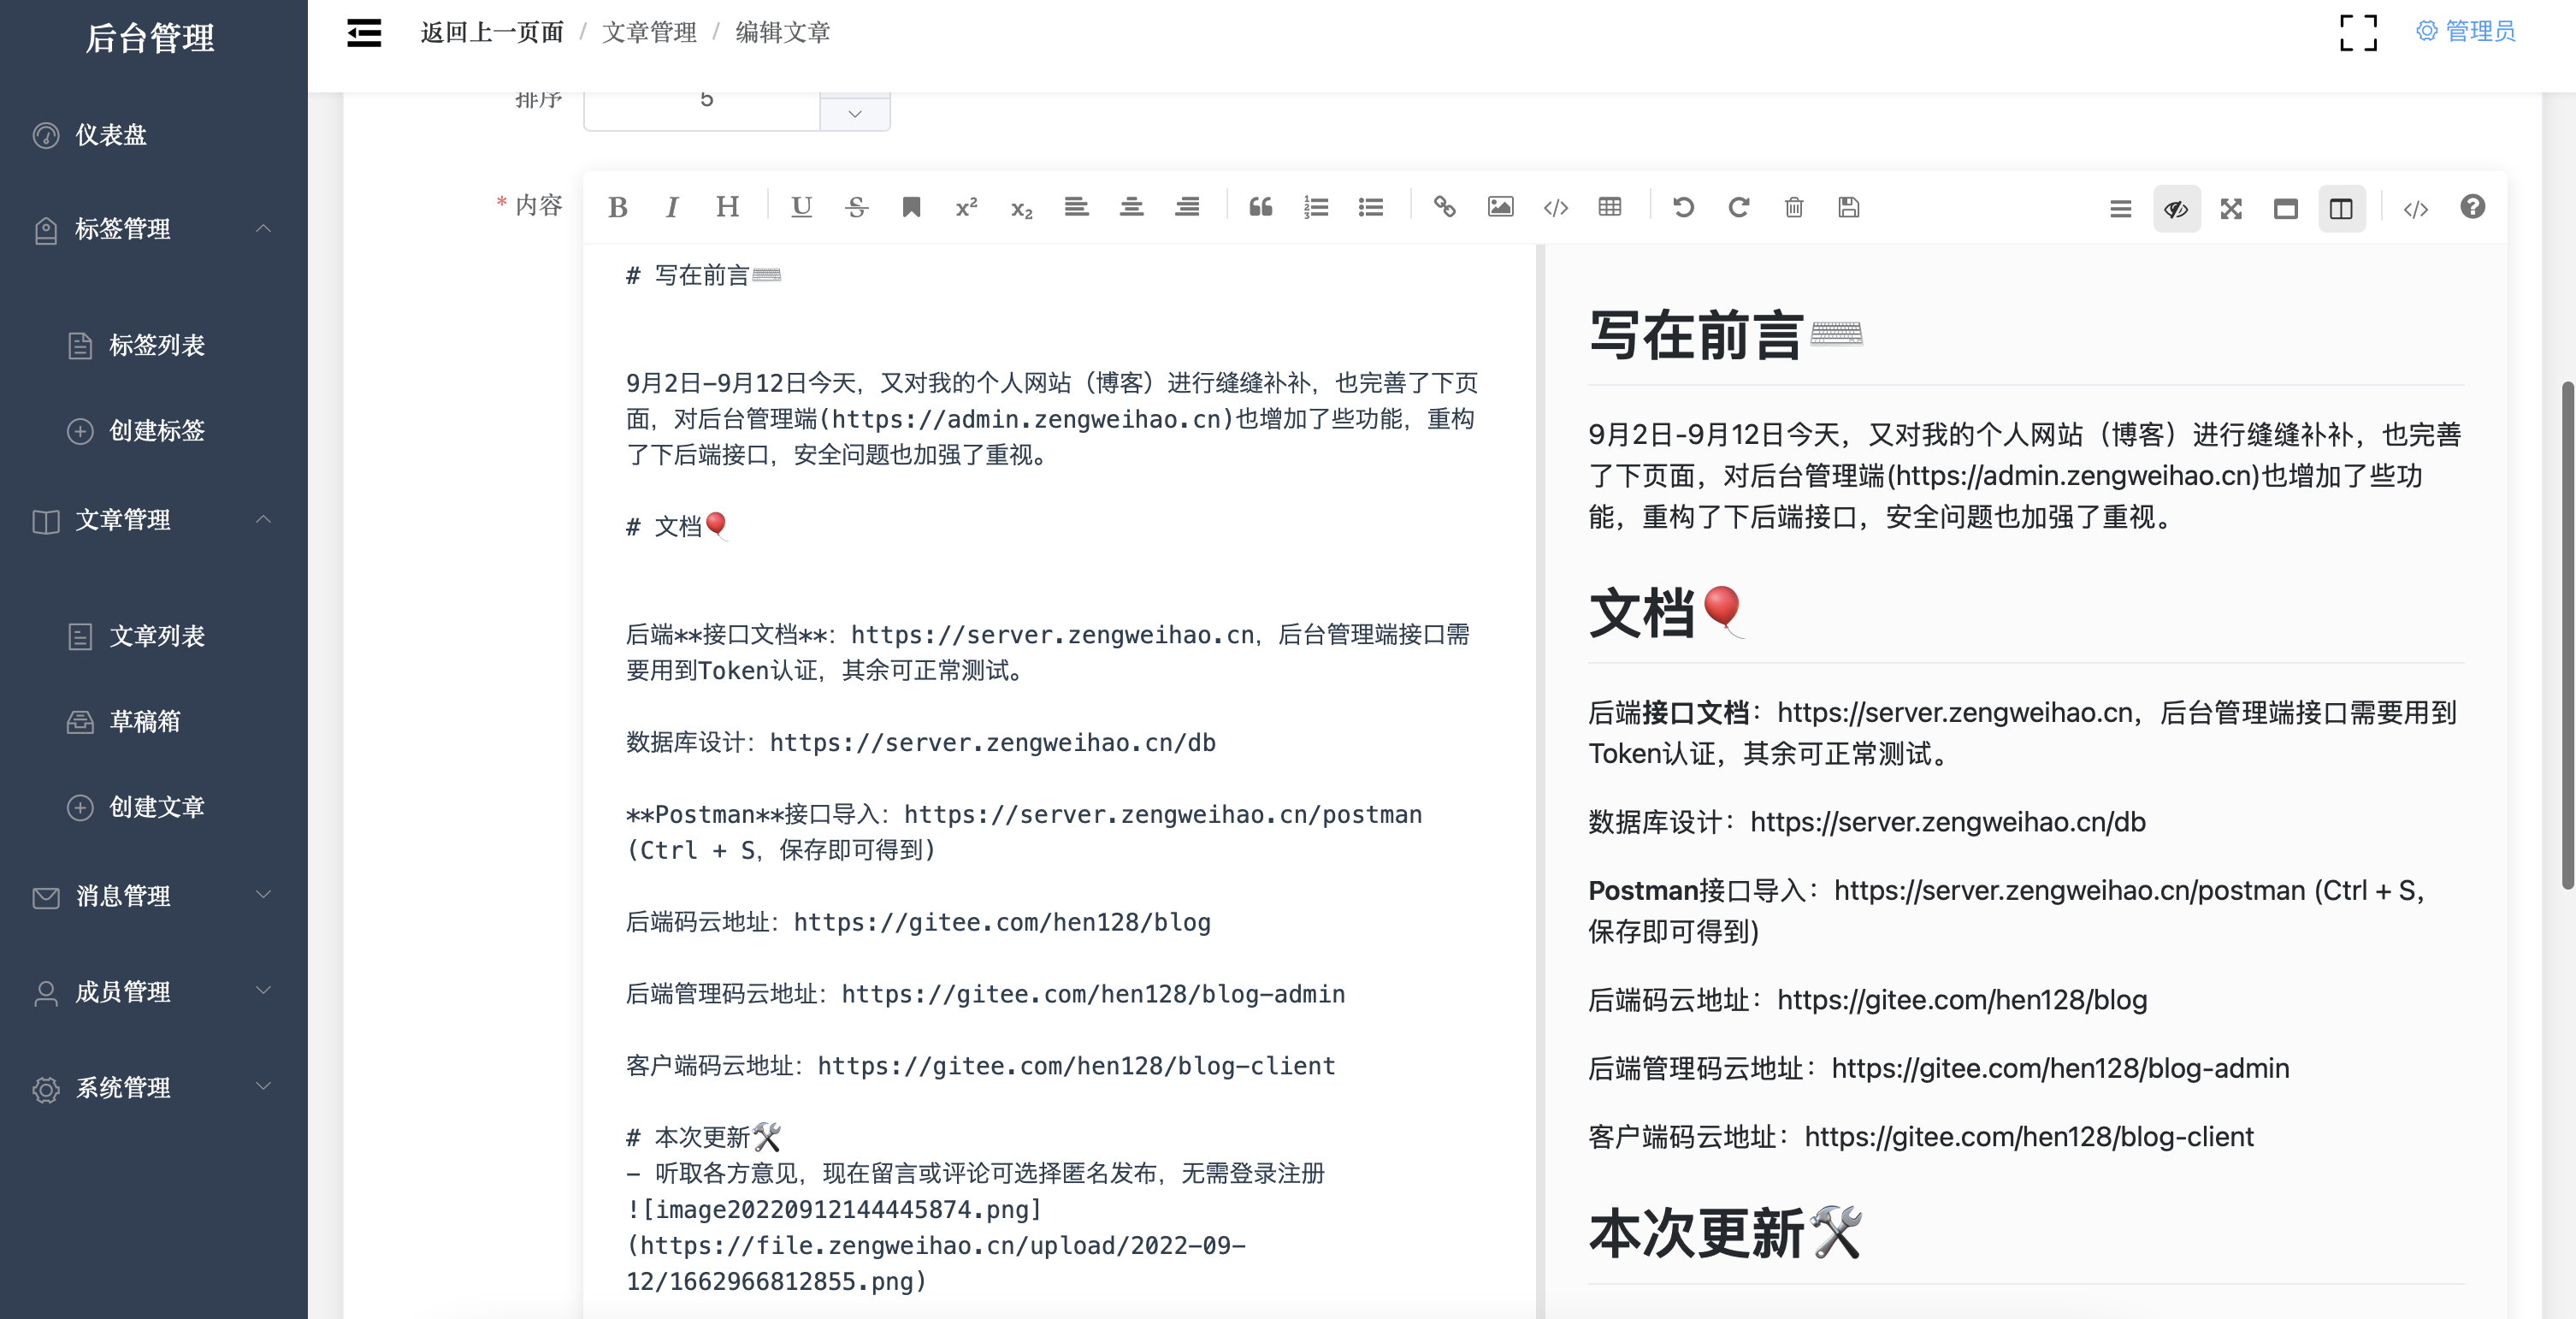 后台管理
仪表盘
标签管理
标签列表
创建标签
文章管理
文章列表
草稿箱
创建文章
消息管理
成员管理
系统管理
返回上一页面 / 文章管理 / 编辑文章
管理员
排序 5
* 内容
B I H U S x² x₂
# 写在前言⌨️
9月2日-9月12日今天，又对我的个人网站（博客）进行缝缝补补，也完善了下页
面，对后台管理端(https://admin.zengweihao.cn)也增加了些功能，重构
了下后端接口，安全问题也加强了重视。
# 文档🎈
后端**接口文档**：https://server.zengweihao.cn，后台管理端接口需
要用到Token认证，其余可正常测试。
数据库设计：https://server.zengweihao.cn/db
**Postman**接口导入：https://server.zengweihao.cn/postman
(Ctrl + S，保存即可得到)
后端码云地址：https://gitee.com/hen128/blog
后端管理码云地址：https://gitee.com/hen128/blog-admin
客户端码云地址：https://gitee.com/hen128/blog-client
# 本次更新🛠️
- 听取各方意见，现在留言或评论可选择匿名发布，无需登录注册
![image20220912144445874.png]
(https://file.zengweihao.cn/upload/2022-09-
12/1662966812855.png)
写在前言⌨️
9月2日-9月12日今天，又对我的个人网站（博客）进行缝缝补补，也完善
了下页面，对后台管理端(https://admin.zengweihao.cn)也增加了些功
能，重构了下后端接口，安全问题也加强了重视。
文档🎈
后端接口文档：https://server.zengweihao.cn，后台管理端接口需要用到
Token认证，其余可正常测试。
数据库设计：https://server.zengweihao.cn/db
Postman接口导入：https://server.zengweihao.cn/postman (Ctrl + S，
保存即可得到)
后端码云地址：https://gitee.com/hen128/blog
后端管理码云地址：https://gitee.com/hen128/blog-admin
客户端码云地址：https://gitee.com/hen128/blog-client
本次更新🛠️